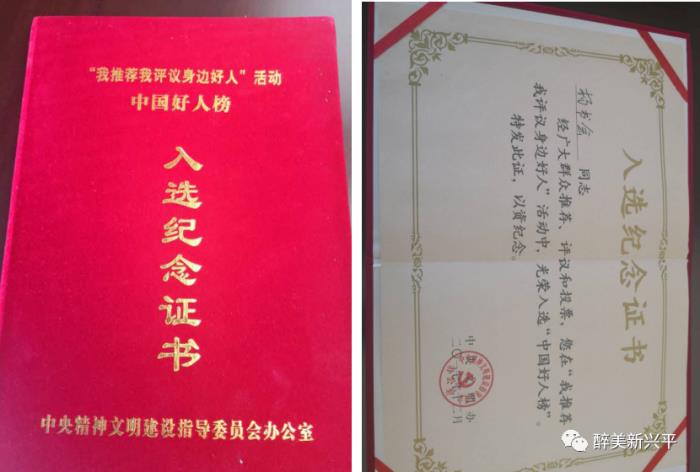 “我推荐我评议身边好人”活动
中国好人榜
入选纪念证书
中央精神文明建设指导委员会办公室
入选纪念证书
杨书会 同志
经广大群众推荐、评议和投票，您在“我推荐
我评议身边好人”活动中，光荣入选“中国好人榜”。
特发此证，以资纪念。
醉美新兴平